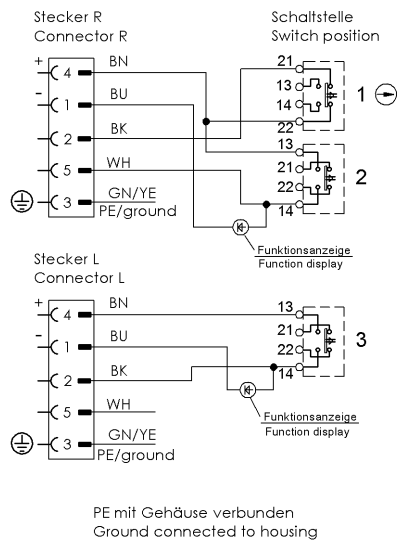 Stecker R
Connector R
Schaltstelle
Switch position
+ 4 BN
- 1 BU
2 BK
5 WH
3 GN/YE
PE/ground
21
13
14
22
1
13
21
22
14
2
Funktionsanzeige
Function display
Stecker L
Connector L
+ 4 BN
- 1 BU
2 BK
5 WH
3 GN/YE
PE/ground
13
21
22
14
3
Funktionsanzeige
Function display
PE mit Gehäuse verbunden
Ground connected to housing